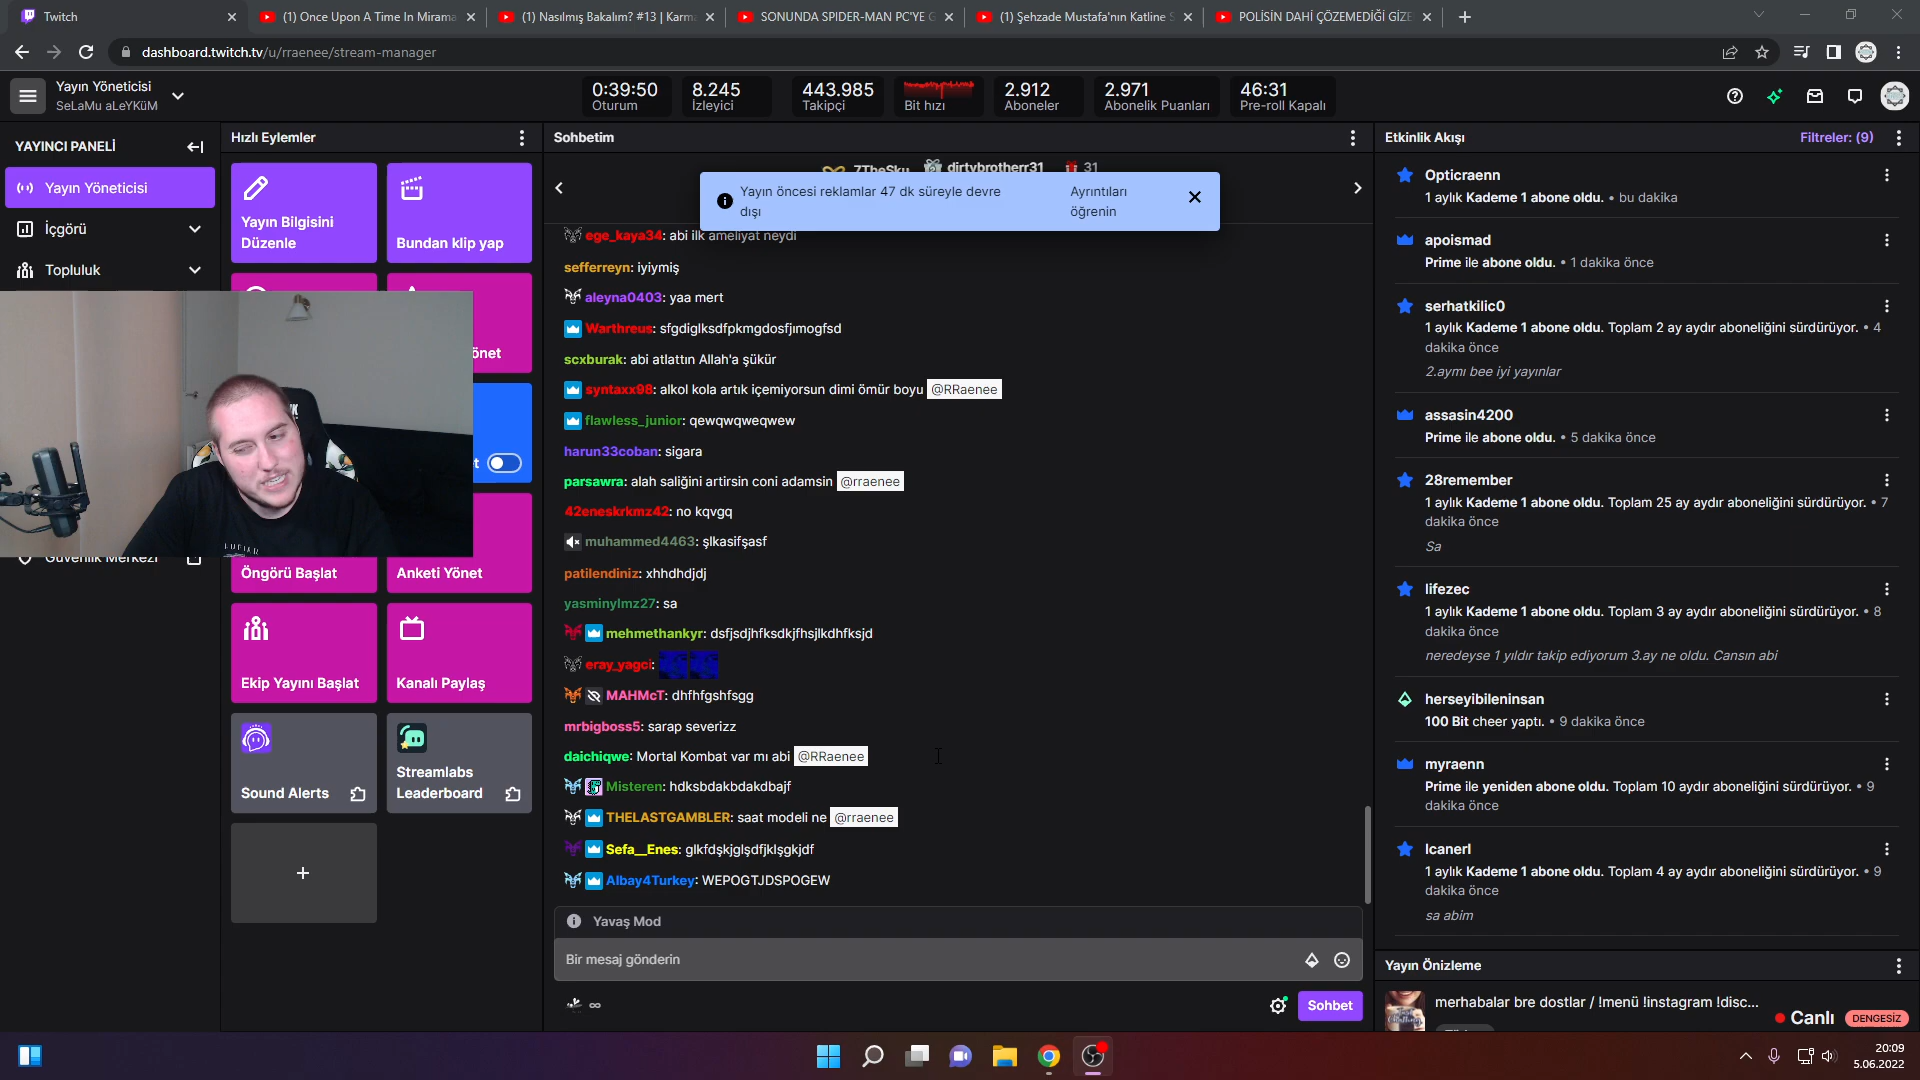 Twitch
(1) Once Upon A Time In Mirama
(1) Nasılmış Bakalım? #13 | Karma
SONUNDA SPIDER-MAN PC'YE G
(1) Şehzade Mustafa'nın Katline S
POLİSİN DAHİ ÇÖZEMEDİĞİ GİZE
dashboard.twitch.tv/u/rraenee/stream-manager
Yayın Yöneticisi
SeLaMu aLeYKüM
0:39:50
Oturum
8.245
İzleyici
443.985
Takipçi
Bit hızı
2.912
Aboneler
2.971
Abonelik Puanları
46:31
Pre-roll Kapalı
YAYINCI PANELİ
Yayın Yöneticisi
İçgörü
Topluluk
Güvenlik Merkezi
Hızlı Eylemler
Yayın Bilgisini
Düzenle
Bundan klip yap
önet
t
Öngörü Başlat
Anketi Yönet
Ekip Yayını Başlat
Kanalı Paylaş
Sound Alerts
Streamlabs
Leaderboard
+
Sohbetim
7TheSku dirtybrotherr31 31
Yayın öncesi reklamlar 47 dk süreyle devre
dışı
Ayrıntıları
öğrenin
ege_kaya34: abi ilk ameliyat neydi
sefferreyn: iyiymiş
aleyna0403: yaa mert
Warthreus: sfgdiglksdfpkmgdosfjımogfsd
scxburak: abi atlattın Allah'a şükür
syntaxx98: alkol kola artık içemiyorsun dimi ömür boyu @RRaenee
flawless_junior: qewqwqweqwew
harun33coban: sigara
parsawra: alah saliğini artirsin coni adamsin @rraenee
42eneskrkmz42: no kqvgq
muhammed4463: şlkasifşasf
patilendiniz: xhhdhdjdj
yasminylmz27: sa
mehmethankyr: dsfjsdjhfksdkjfhsjlkdhfksjd
eray_yagci:
MAHMcT: dhfhfgshfsgg
mrbigboss5: sarap severizz
daichiqwe: Mortal Kombat var mı abi @RRaenee
Misteren: hdksbdakbdakdbajf
THELASTGAMBLER: saat modeli ne @rraenee
Sefa__Enes: glkfdşkjglşdfjklşgkjdf
Albay4Turkey: WEPOGTJDSPOGEW
Yavaş Mod
Bir mesaj gönderin
∞
Sohbet
Etkinlik Akışı
Filtreler: (9)
Opticraenn
1 aylık Kademe 1 abone oldu. • bu dakika
apoismad
Prime ile abone oldu. • 1 dakika önce
serhatkilic0
1 aylık Kademe 1 abone oldu. Toplam 2 ay aydır aboneliğini sürdürüyor. • 4
dakika önce
2.aymı bee iyi yayınlar
assasin4200
Prime ile abone oldu. • 5 dakika önce
28remember
1 aylık Kademe 1 abone oldu. Toplam 25 ay aydır aboneliğini sürdürüyor. • 7
dakika önce
Sa
lifezec
1 aylık Kademe 1 abone oldu. Toplam 3 ay aydır aboneliğini sürdürüyor. • 8
dakika önce
neredeyse 1 yıldır takip ediyorum 3.ay ne oldu. Cansın abi
herseyibileninsan
100 Bit cheer yaptı. • 9 dakika önce
myraenn
Prime ile yeniden abone oldu. Toplam 10 aydır aboneliğini sürdürüyor. • 9
dakika önce
lcanerl
1 aylık Kademe 1 abone oldu. Toplam 4 ay aydır aboneliğini sürdürüyor. • 9
dakika önce
sa abim
Yayın Önizleme
merhabalar bre dostlar / !menü !instagram !disc...
Canlı
DENGESİZ
20:09
5.06.2022